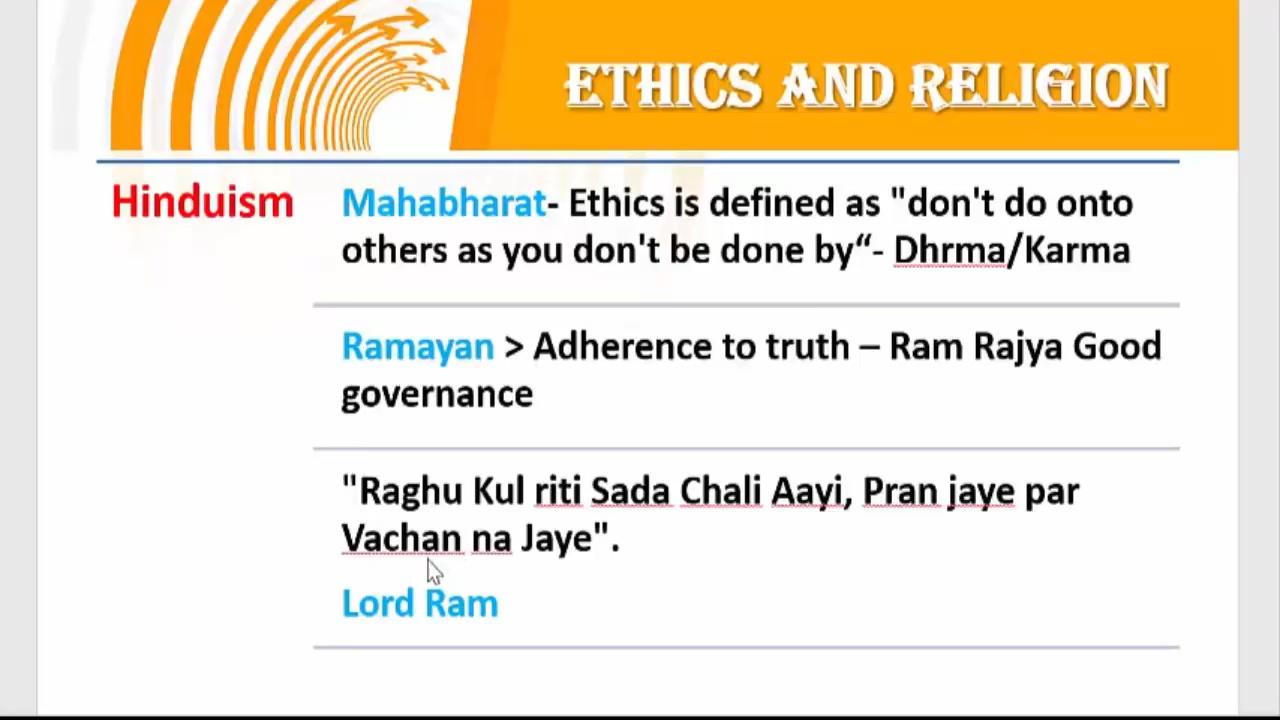 ETHICS AND RELIGION
Hinduism
Mahabharat- Ethics is defined as "don't do onto
others as you don't be done by“- Dhrma/Karma
Ramayan > Adherence to truth – Ram Rajya Good
governance
"Raghu Kul riti Sada Chali Aayi, Pran jaye par
Vachan na Jaye".
Lord Ram